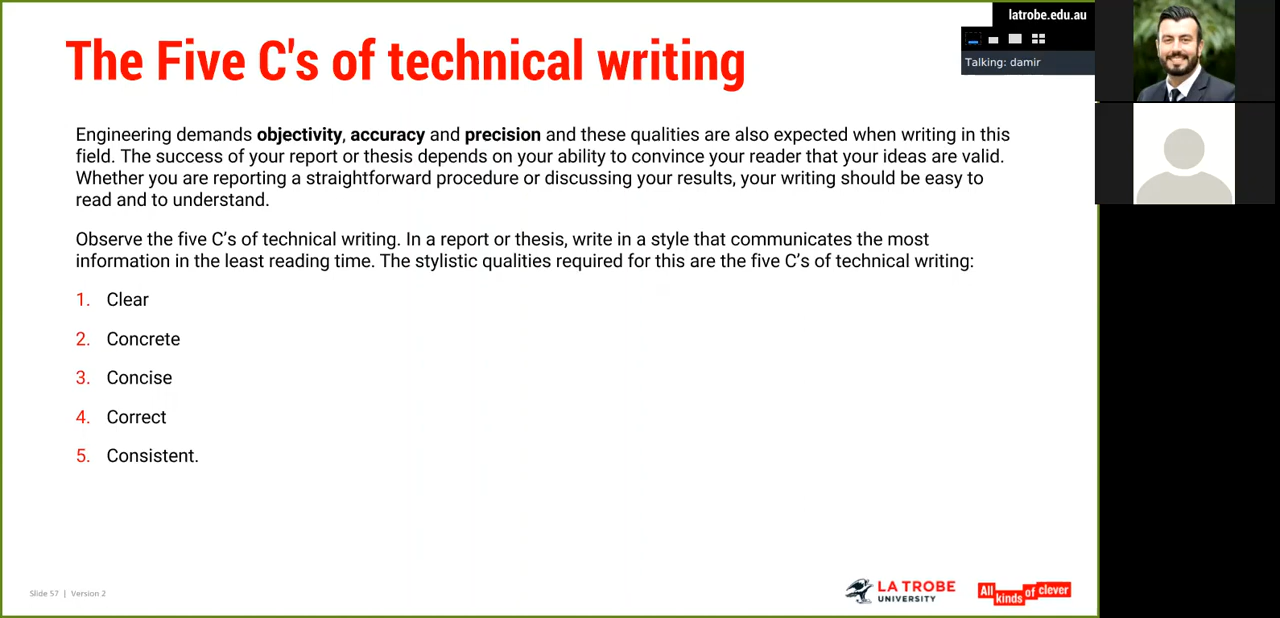 latrobe.edu.au
Talking: damir
The Five C's of technical writing
Engineering demands objectivity, accuracy and precision and these qualities are also expected when writing in this
field. The success of your report or thesis depends on your ability to convince your reader that your ideas are valid.
Whether you are reporting a straightforward procedure or discussing your results, your writing should be easy to
read and to understand.
Observe the five C’s of technical writing. In a report or thesis, write in a style that communicates the most
information in the least reading time. The stylistic qualities required for this are the five C’s of technical writing:
1. Clear
2. Concrete
3. Concise
4. Correct
5. Consistent.
Slide 57 | Version 2
LA TROBE
UNIVERSITY
All kinds of clever